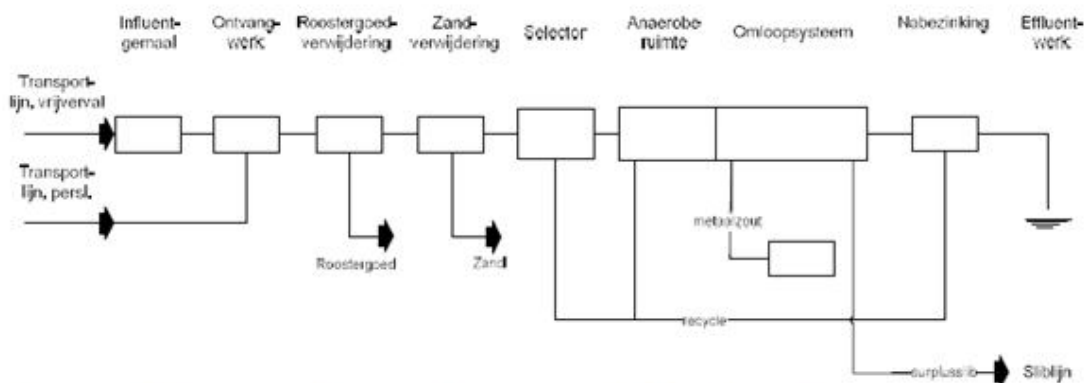 Influent-
gemaal
Ontvang-
werk
Roostergoed-
verwijdering
Zand-
verwijdering
Selector
Anaerobe
ruimte
Omloopsysteem
Nabezinking
Effluent-
werk
Transport-
lijn, vrijverval
Transport-
lijn, persl.
Roostergoed
Zand
metaalzout
recycle
surplusslib
Sliblijn